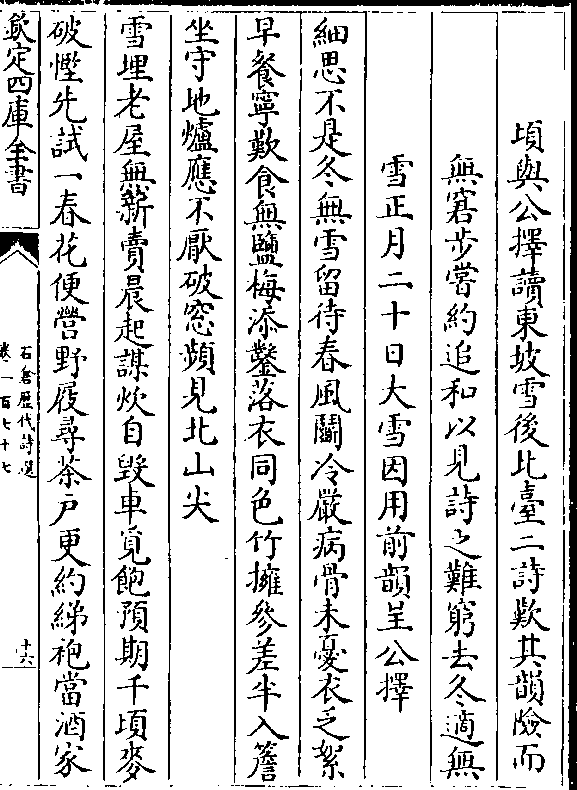 頃與公擇讀東坡雪後北臺二詩歎其韻險而
無窘步嘗約追和以見詩之難窮去冬適無
雪正月二十日大雪因用前韻呈公擇
細思不是冬無雪留待春風鬭冷嚴病骨未憂衣乏絮
早餐寧歎食無鹽梅添鑿落衣同色竹擁參差半入簷
坐守地爐應不厭破窓頻見北山尖
雪埋老屋無薪賣晨起謀炊自毀車覓飽預期千頃麥
破慳先試一春花便營野屐尋茶戶更約綈袍當酒家
欽定四庫全書
石倉歷代詩選
卷一百七十七
十六